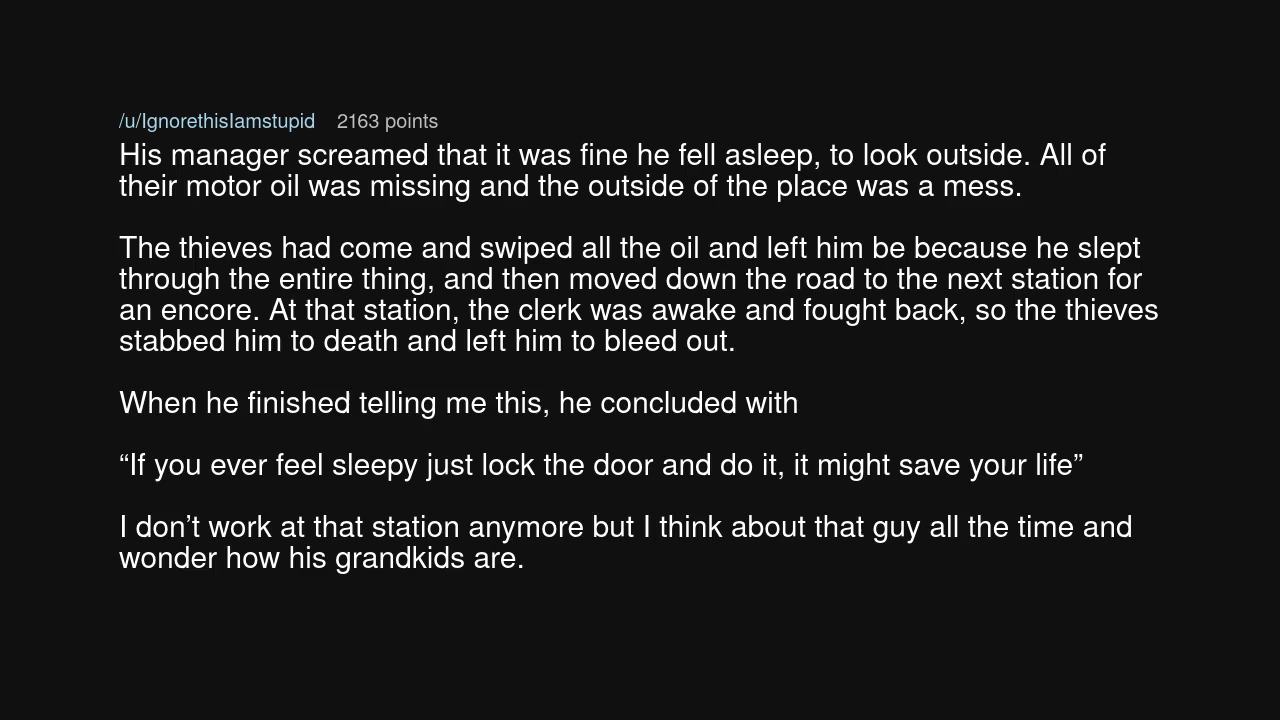 /u/IgnorethisIamstupid 2163 points
His manager screamed that it was fine he fell asleep, to look outside. All of
their motor oil was missing and the outside of the place was a mess.
The thieves had come and swiped all the oil and left him be because he slept
through the entire thing, and then moved down the road to the next station for
an encore. At that station, the clerk was awake and fought back, so the thieves
stabbed him to death and left him to bleed out.
When he finished telling me this, he concluded with
“If you ever feel sleepy just lock the door and do it, it might save your life”
I don’t work at that station anymore but I think about that guy all the time and
wonder how his grandkids are.